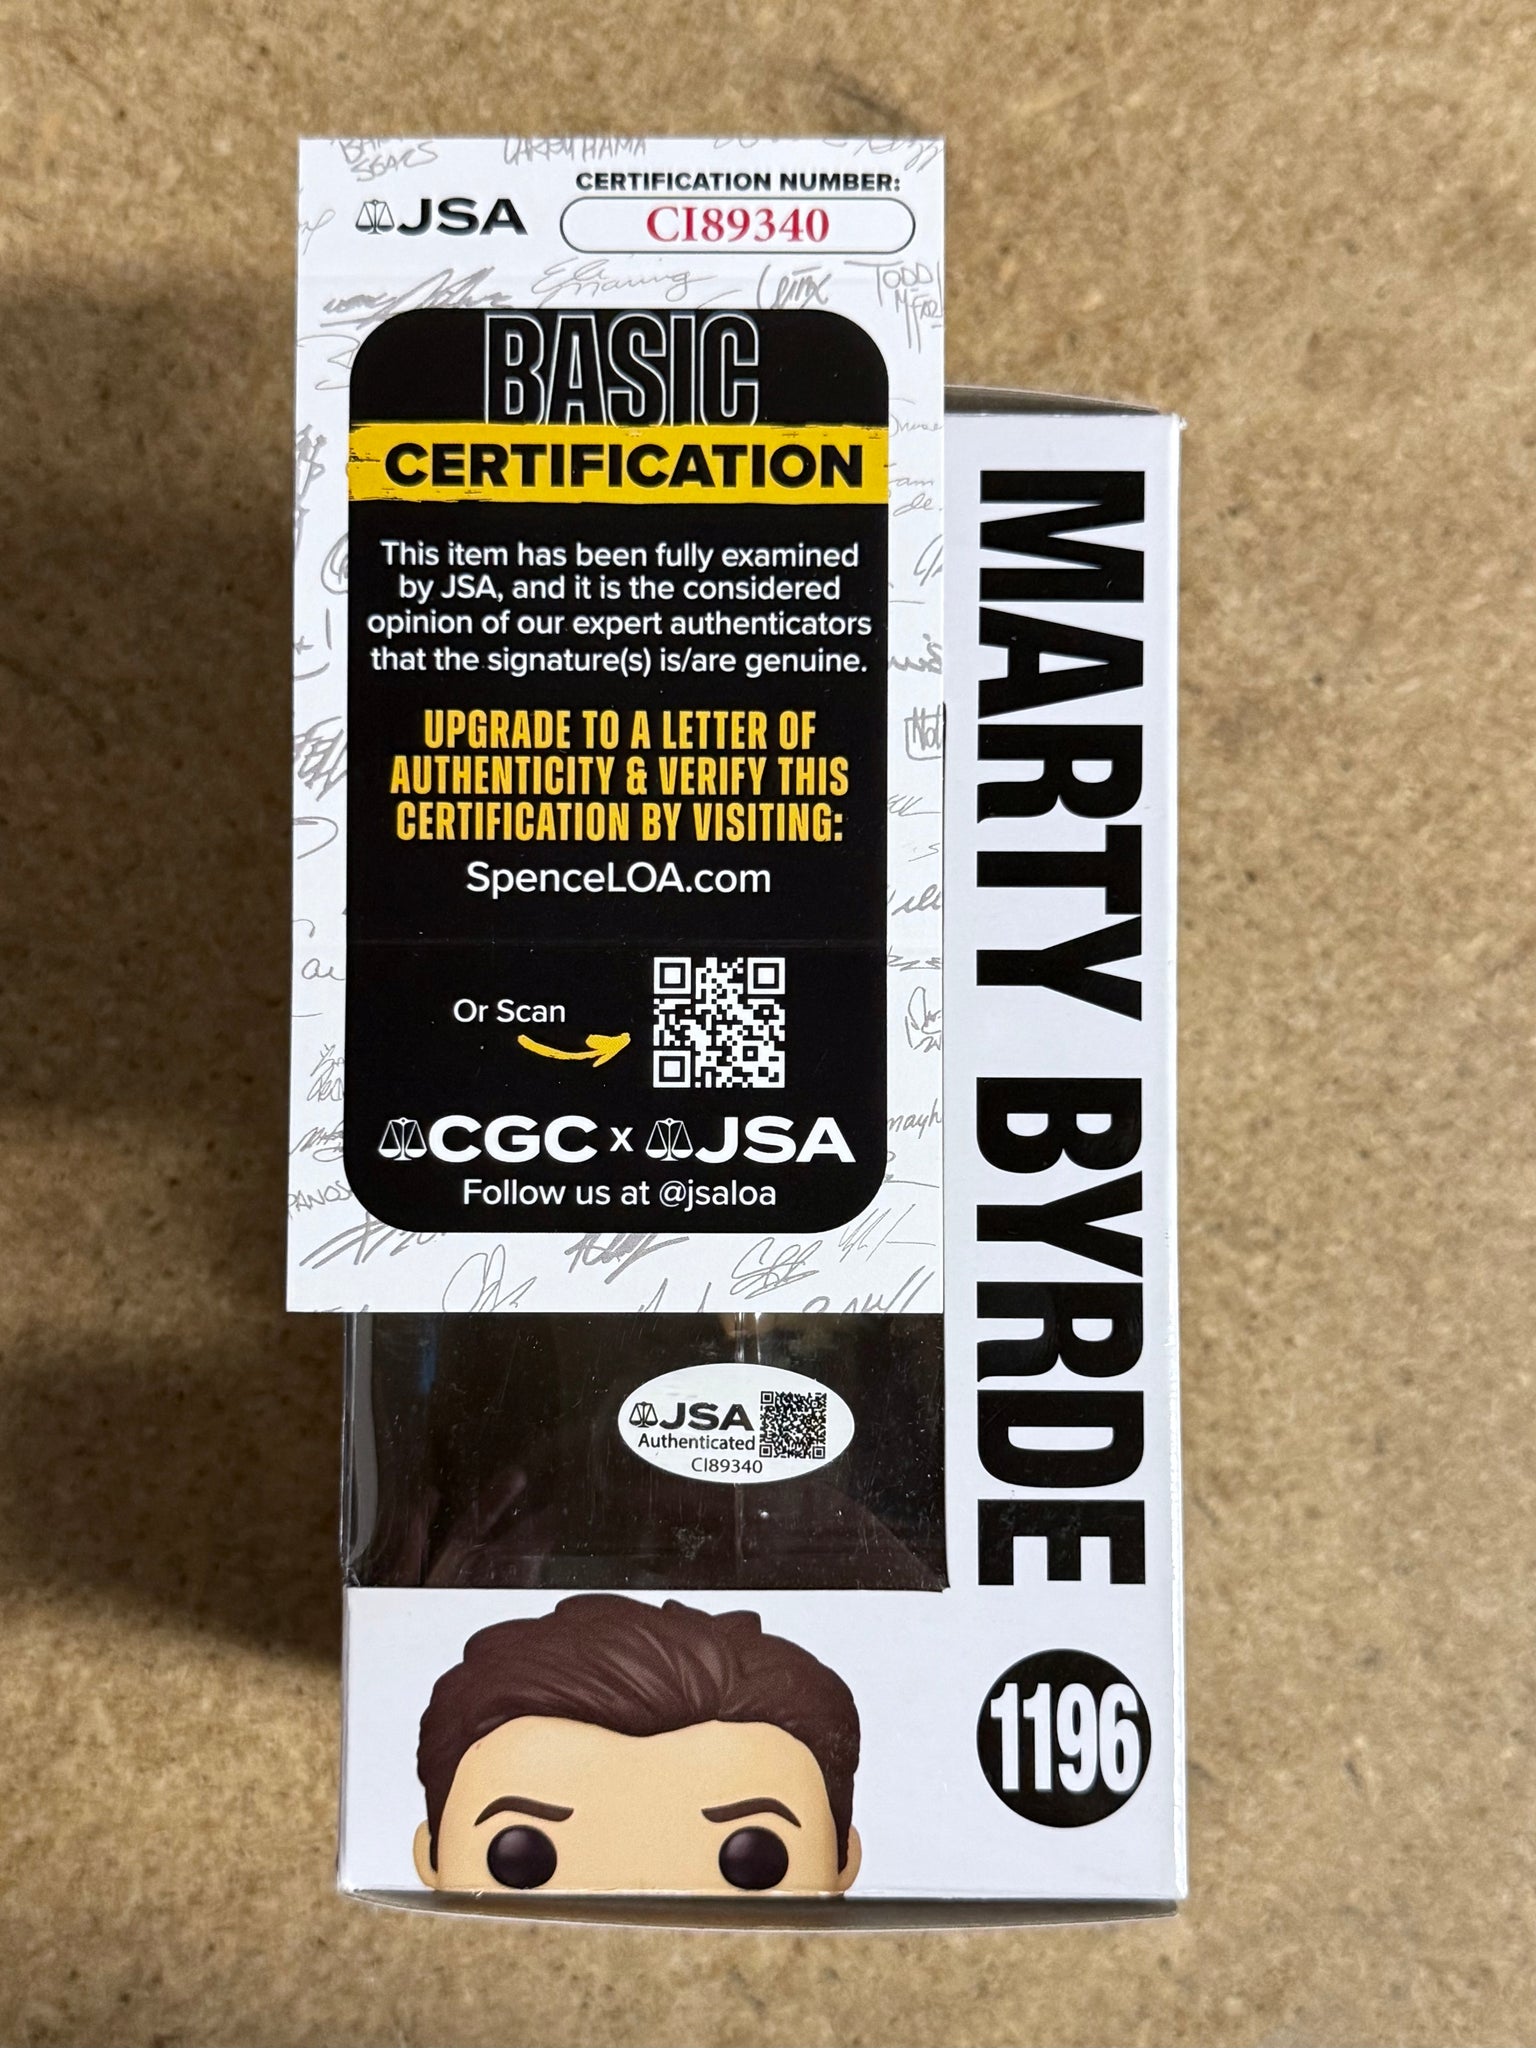 JSA
CERTIFICATION NUMBER:
CI89340
BASIC
CERTIFICATION
This item has been fully examined
by JSA, and it is the considered
opinion of our expert authenticators
that the signature(s) is/are genuine.
UPGRADE TO A LETTER OF
AUTHENTICITY & VERIFY THIS
CERTIFICATION BY VISITING:
SpenceLOA.com
Or Scan
CGC x JSA
Follow us at @jsaloa
JSA
Authenticated
CI89340
MARTY BYRDE
1196